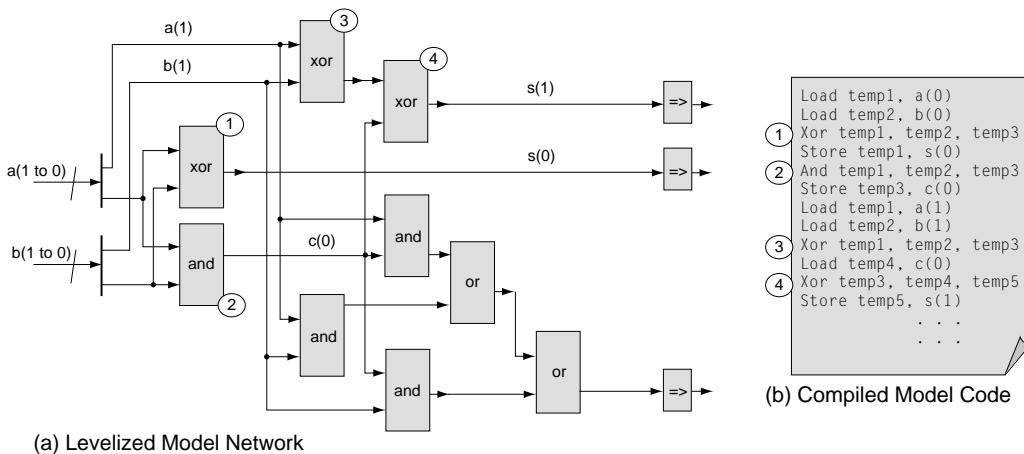 a(1)
3
xor
b(1)
4
xor
s(1)
=>
1
xor
s(0)
=>
a(1 to 0)
b(1 to 0)
and
2
c(0)
and
or
and
and
or
=>
(a) Levelized Model Network
Load temp1, a(0)
Load temp2, b(0)
1 Xor temp1, temp2, temp3
Store temp1, s(0)
2 And temp1, temp2, temp3
Store temp3, c(0)
Load temp1, a(1)
Load temp2, b(1)
3 Xor temp1, temp2, temp3
Load temp4, c(0)
4 Xor temp3, temp4, temp5
Store temp5, s(1)
. . .
. . .
(b) Compiled Model Code